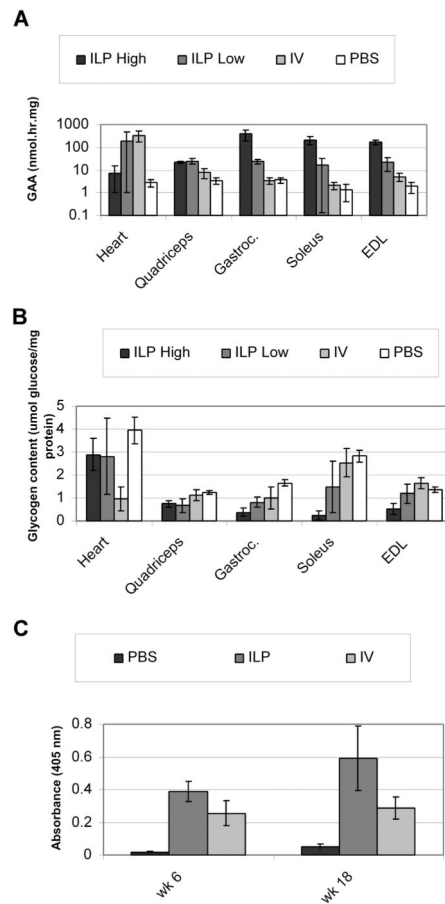 A
ILP High ILP Low IV PBS
GAA (nmol.hr.mg)
1000
100
10
1
0.1
Heart
Quadriceps
Gastroc.
Soleus
EDL
B
ILP High ILP Low IV PBS
Glycogen content (umol glucose/mg
protein)
5
4
3
2
1
0
Heart
Quadriceps
Gastroc.
Soleus
EDL
C
PBS ILP IV
Absorbance (405 nm)
0.8
0.6
0.4
0.2
0
wk 6
wk 18